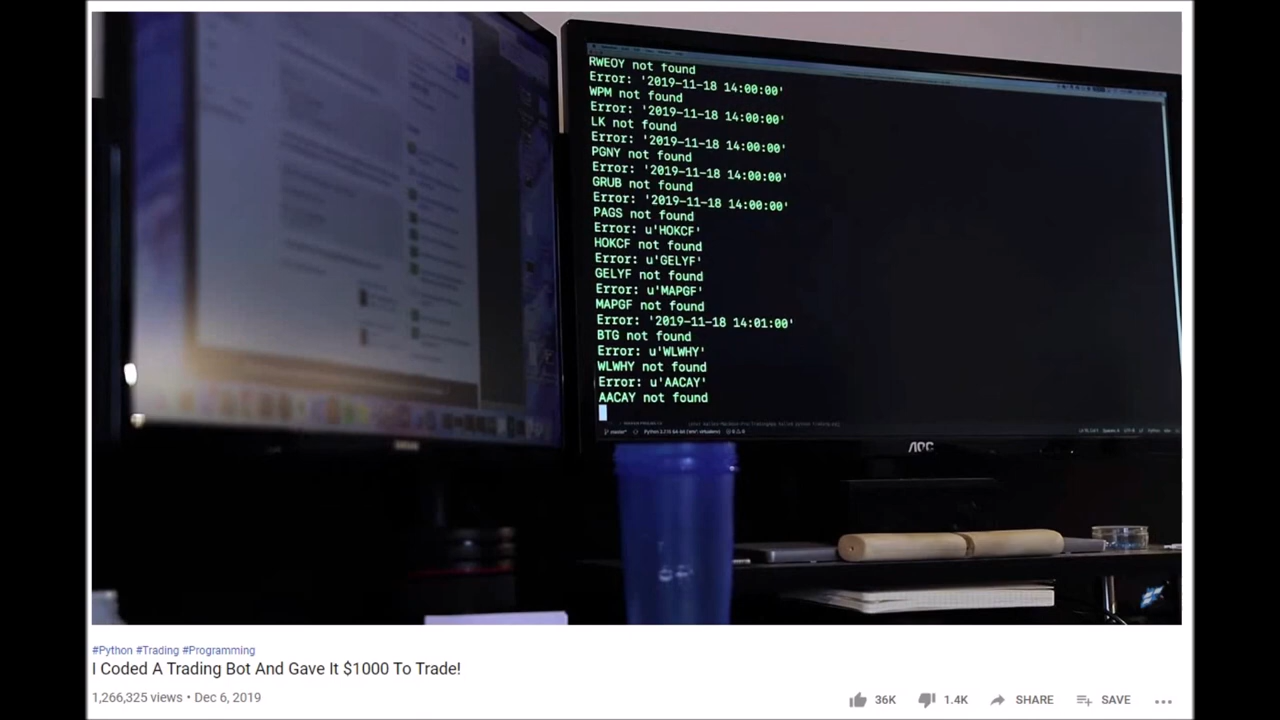 RWEOY not found
Error: '2019-11-18 14:00:00'
WPM not found
Error: '2019-11-18 14:00:00'
LK not found
Error: '2019-11-18 14:00:00'
PGNY not found
Error: '2019-11-18 14:00:00'
GRUB not found
Error: '2019-11-18 14:00:00'
PAGS not found
Error: u'HOKCF'
HOKCF not found
Error: u'GELYF'
GELYF not found
Error: u'MAPGF'
MAPGF not found
Error: '2019-11-18 14:01:00'
BTG not found
Error: u'WLWHY'
WLWHY not found
Error: u'AACAY'
AACAY not found
AOC
#Python #Trading #Programming
I Coded A Trading Bot And Gave It $1000 To Trade!
1,266,325 views • Dec 6, 2019
36K
1.4K
SHARE
SAVE